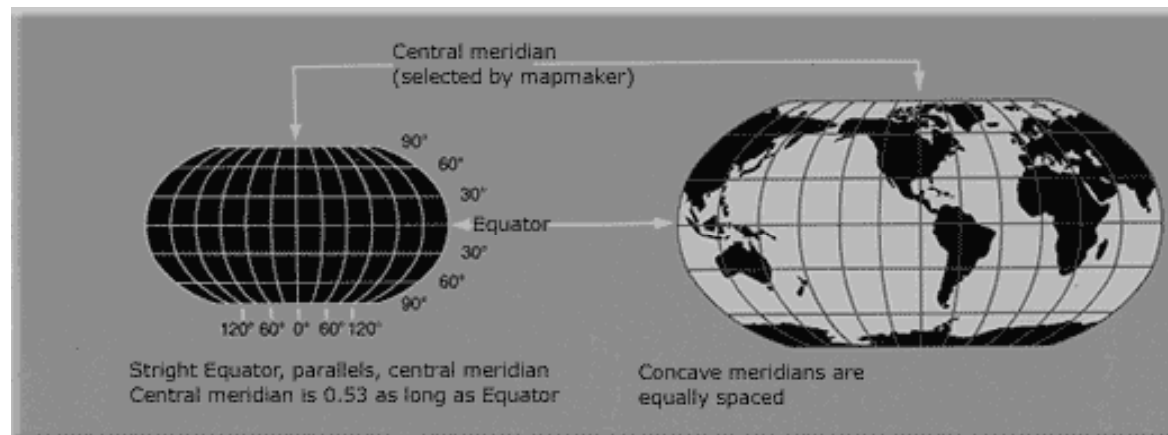 Central meridian
(selected by mapmaker)
90°
60°
30°
Equator
30°
60°
90°
120° 60° 0° 60° 120°
Stright Equator, parallels, central meridian
Central meridian is 0.53 as long as Equator
Concave meridians are
equally spaced